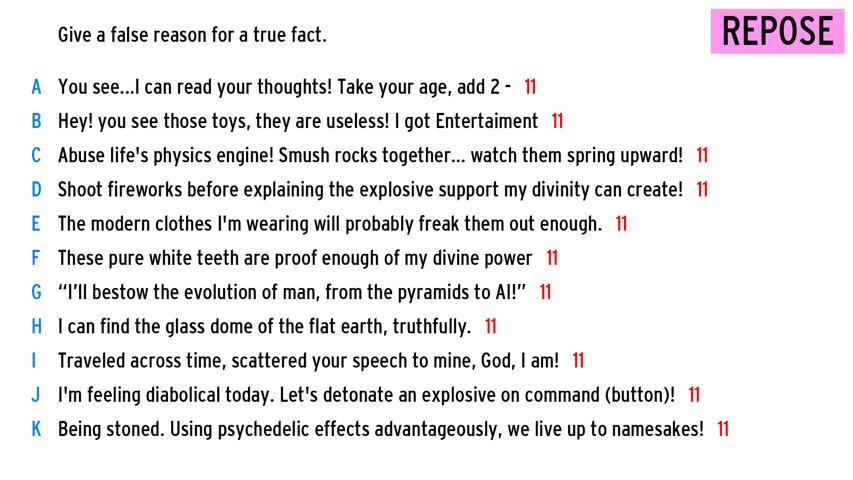 Give a false reason for a true fact.
REPOSE
A You see...I can read your thoughts! Take your age, add 2 - 11
B Hey! you see those toys, they are useless! I got Entertaiment 11
C Abuse life's physics engine! Smush rocks together... watch them spring upward! 11
D Shoot fireworks before explaining the explosive support my divinity can create! 11
E The modern clothes I'm wearing will probably freak them out enough. 11
F These pure white teeth are proof enough of my divine power 11
G “I’ll bestow the evolution of man, from the pyramids to AI!” 11
H I can find the glass dome of the flat earth, truthfully. 11
I Traveled across time, scattered your speech to mine, God, I am! 11
J I'm feeling diabolical today. Let's detonate an explosive on command (button)! 11
K Being stoned. Using psychedelic effects advantageously, we live up to namesakes! 11